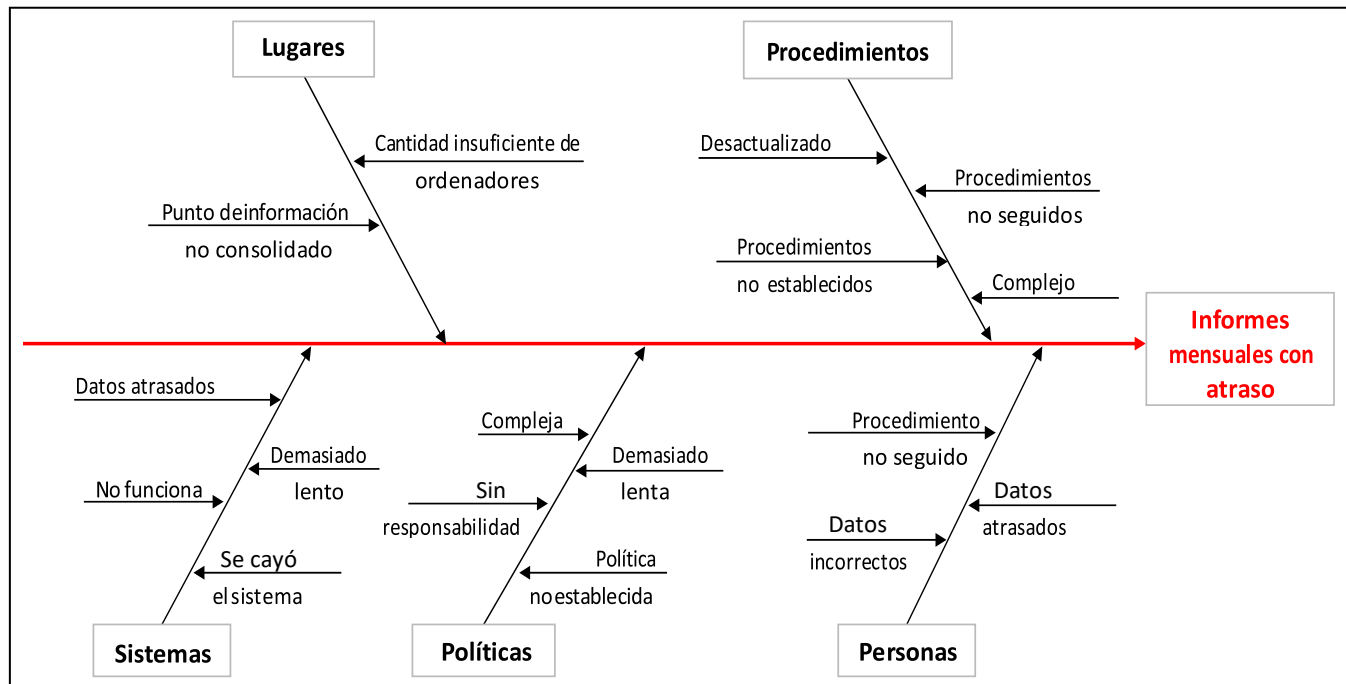 Lugares
Procedimientos
Cantidad insuficiente de
ordenadores
Punto deinformación
no consolidado
Desactualizado
Procedimientos
no seguidos
Procedimientos
no establecidos
Complejo
Informes
mensuales con
atraso
Datos atrasados
Demasiado
lento
No funciona
Se cayó
el sistema
Compleja
Demasiado
lenta
Sin
responsabilidad
Política
no establecida
Procedimiento
no seguido
Datos
atrasados
Datos
incorrectos
Sistemas
Políticas
Personas